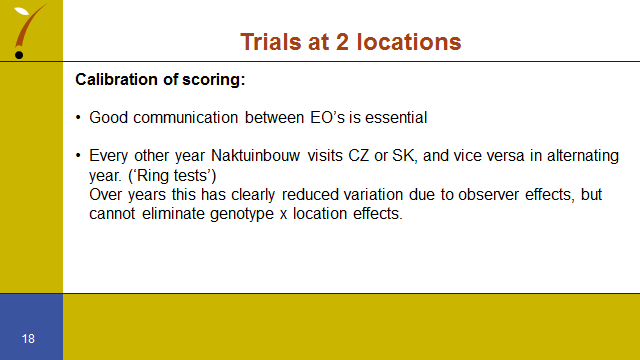 Trials at 2 locations
Calibration of scoring:
• Good communication between EO’s is essential
• Every other year Naktuinbouw visits CZ or SK, and vice versa in alternating
year. (‘Ring tests’)
Over years this has clearly reduced variation due to observer effects, but
cannot eliminate genotype x location effects.
18